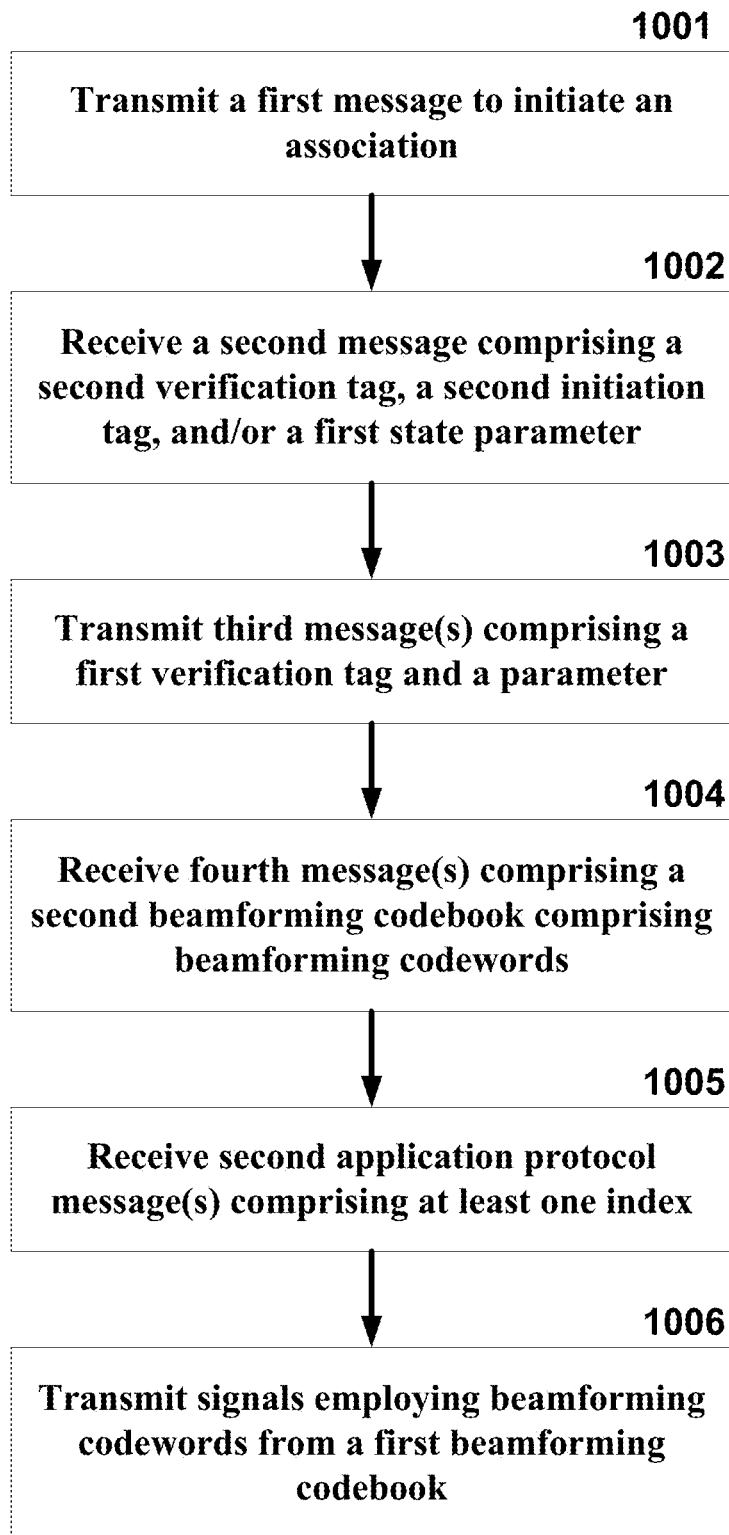 1001
Transmit a first message to initiate an
association
1002
Receive a second message comprising a
second verification tag, a second initiation
tag, and/or a first state parameter
1003
Transmit third message(s) comprising a
first verification tag and a parameter
1004
Receive fourth message(s) comprising a
second beamforming codebook comprising
beamforming codewords
1005
Receive second application protocol
message(s) comprising at least one index
1006
Transmit signals employing beamforming
codewords from a first beamforming
codebook